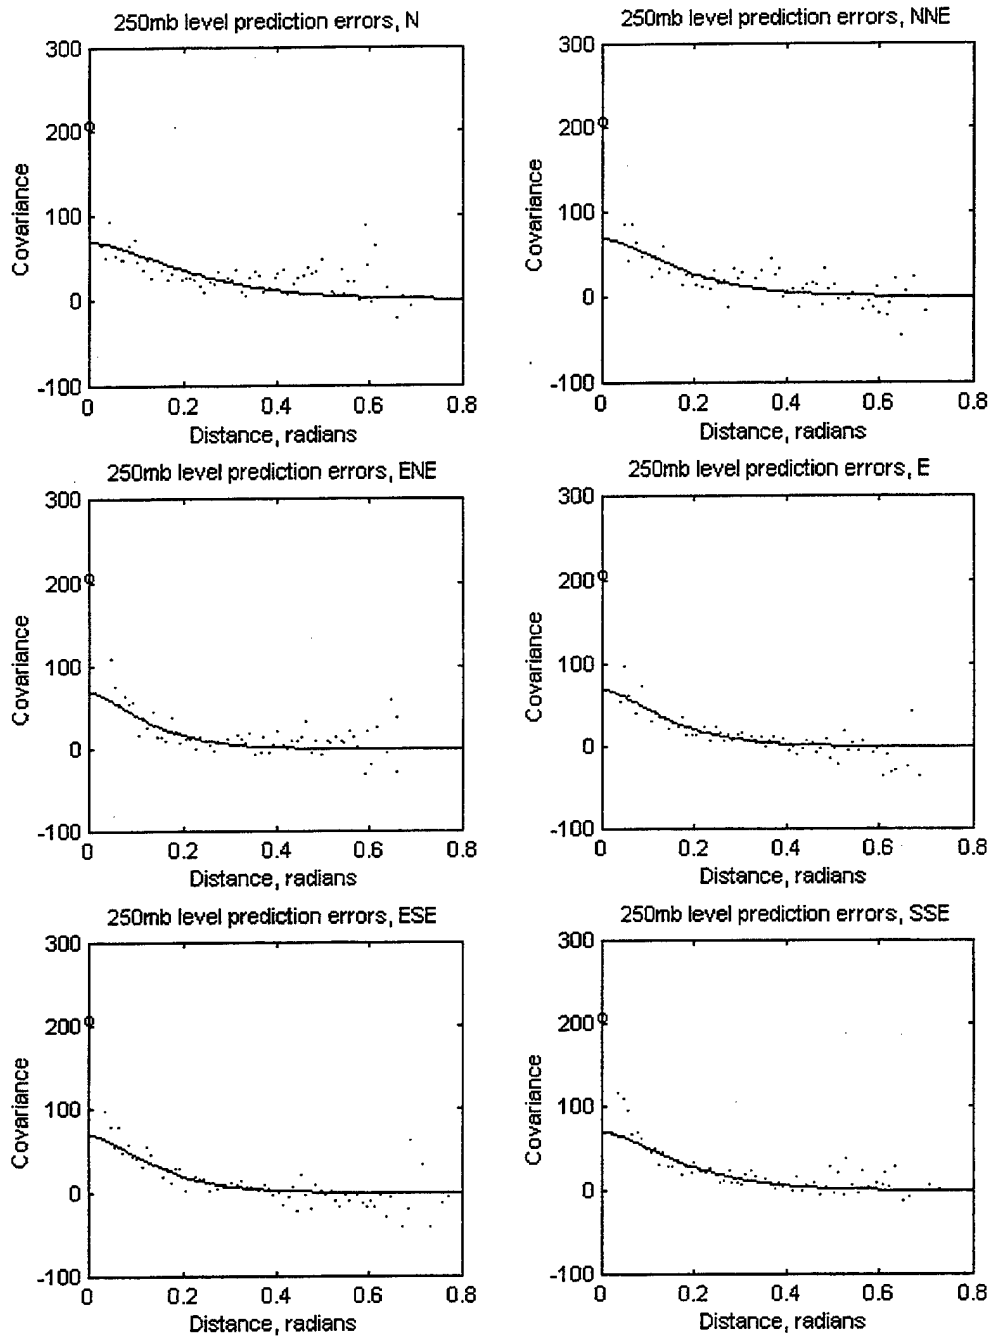 250mb level prediction errors, N
300
200
100
0
-100
Covariance
0 0.2 0.4 0.6 0.8
Distance, radians
250mb level prediction errors, NNE
300
200
100
0
-100
Covariance
0 0.2 0.4 0.6 0.8
Distance, radians
250mb level prediction errors, ENE
300
200
100
0
-100
Covariance
0 0.2 0.4 0.6 0.8
Distance, radians
250mb level prediction errors, E
300
200
100
0
-100
Covariance
0 0.2 0.4 0.6 0.8
Distance, radians
250mb level prediction errors, ESE
300
200
100
0
-100
Covariance
0 0.2 0.4 0.6 0.8
Distance, radians
250mb level prediction errors, SSE
300
200
100
0
-100
Covariance
0 0.2 0.4 0.6 0.8
Distance, radians